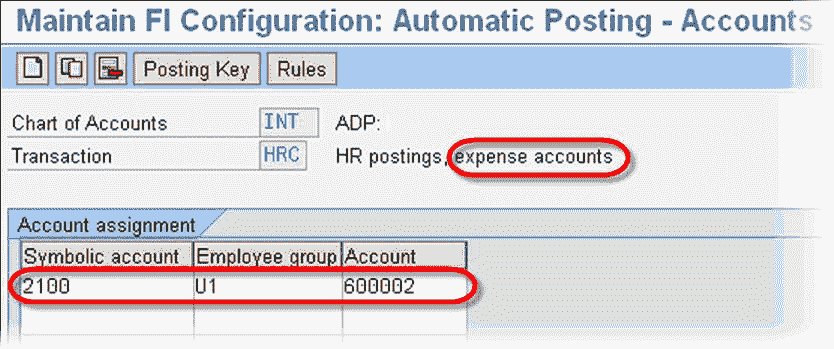 Maintain FI Configuration: Automatic Posting - Accounts
Posting Key Rules
Chart of Accounts INT ADP:
Transaction HRC HR postings, expense accounts
Account assignment
Symbolic account Employee group Account
2100 U1 600002